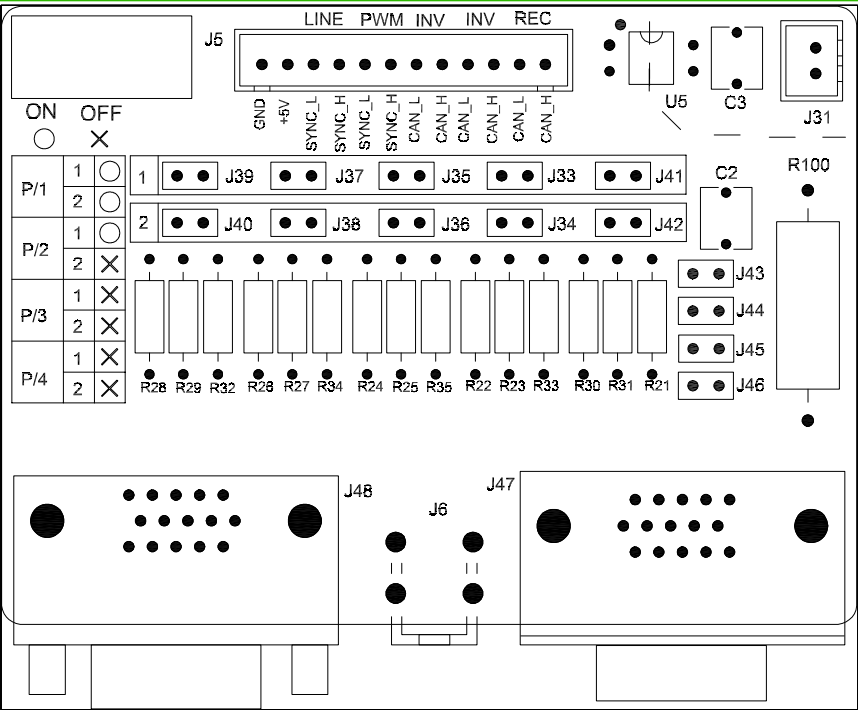 LINE PWM INV INV REC
J5
GND +5V SYNC_L SYNC_H SYNC_L SYNC_H CAN_L CAN_H CAN_L CAN_H CAN_L CAN_H
U5 C3 J31
ON OFF
P/1 1
2
P/2 1
2
P/3 1
2
P/4 1
2
1 J39 J37 J35 J33 J41
2 J40 J38 J36 J34 J42
C2 R100
J43
J44
J45
J46
R28 R29 R32 R26 R27 R34 R24 R25 R35 R22 R23 R33 R30 R31 R21
J48 J6 J47